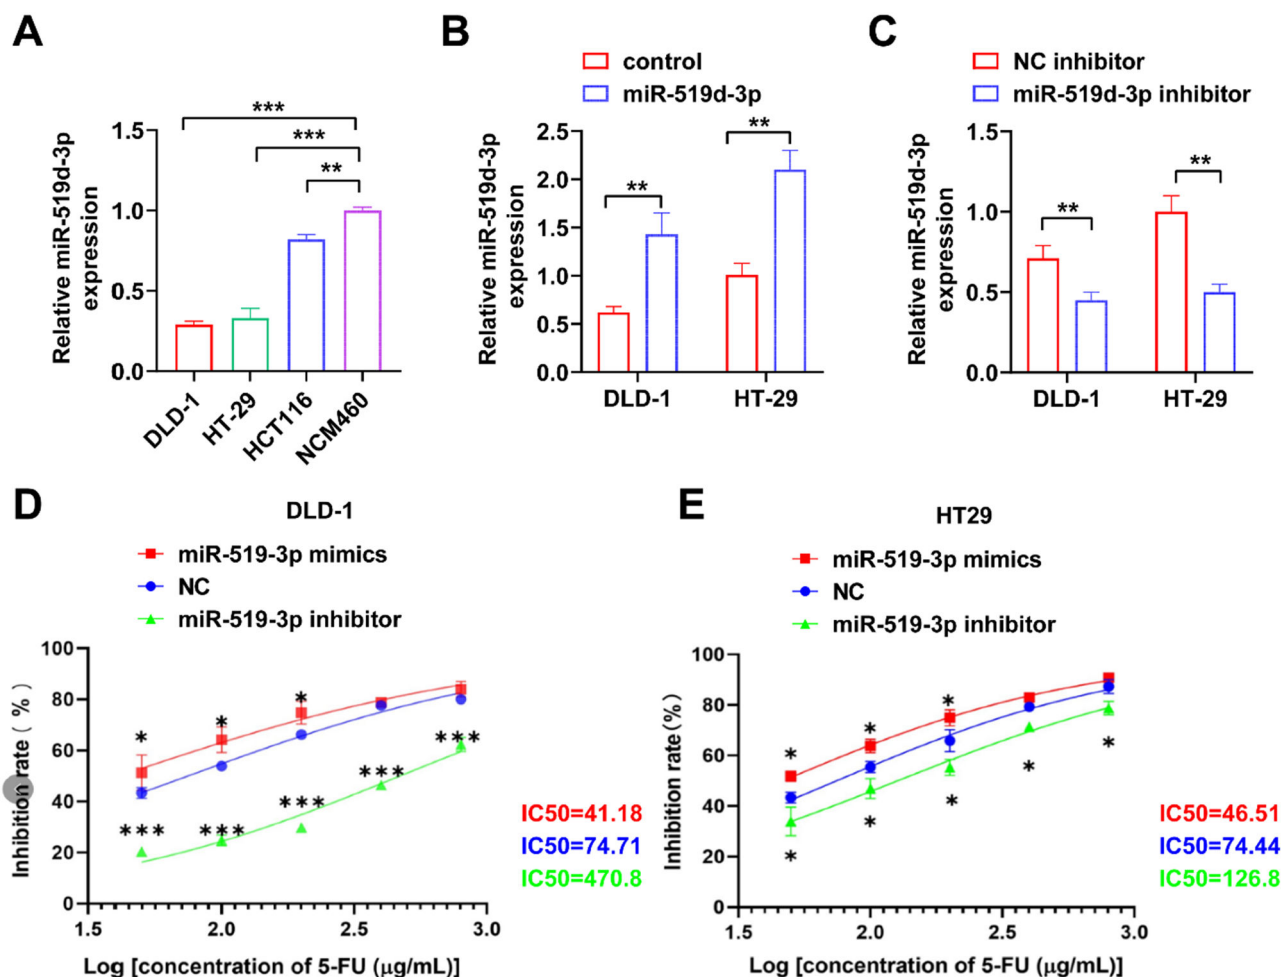 A
***
***
**
1.5
1.0
0.5
0.0
Relative miR-519d-3p
expression
DLD-1
HT-29
HCT116
NCM460
B
control
miR-519d-3p
**
**
2.5
2.0
1.5
1.0
0.5
0.0
Relative miR-519d-3p
expression
DLD-1
HT-29
C
NC inhibitor
miR-519d-3p inhibitor
**
**
1.5
1.0
0.5
0.0
Relative miR-519d-3p
expression
DLD-1
HT-29
D
DLD-1
miR-519-3p mimics
NC
miR-519-3p inhibitor
100
80
60
40
20
0
Inhibition rate ( %)
*
*
*
***
***
***
***
***
IC50=41.18
IC50=74.71
IC50=470.8
1.5
2.0
2.5
3.0
Log [concentration of 5-FU (μg/mL)]
E
HT29
miR-519-3p mimics
NC
miR-519-3p inhibitor
100
80
60
40
20
0
Inhibition rate (%)
*
*
*
*
*
*
*
*
IC50=46.51
IC50=74.44
IC50=126.8
1.5
2.0
2.5
3.0
Log [concentration of 5-FU (μg/mL)]